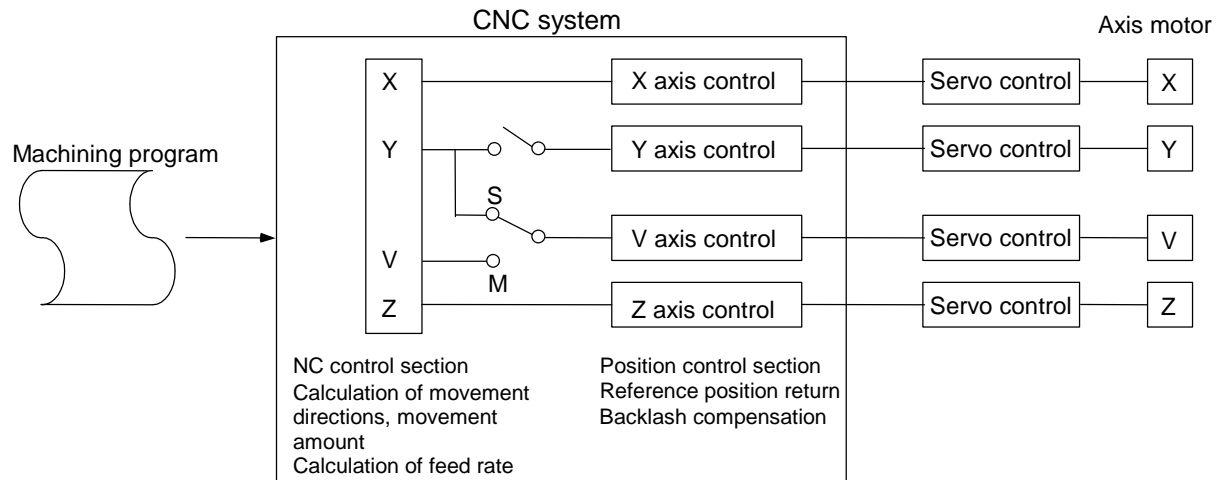 CNC system
Axis motor
X
X axis control
Servo control
X
Machining program
Y
Y axis control
Servo control
Y
S
V
V axis control
Servo control
V
M
Z
Z axis control
Servo control
Z
NC control section
Calculation of movement
directions, movement
amount
Calculation of feed rate
Position control section
Reference position return
Backlash compensation